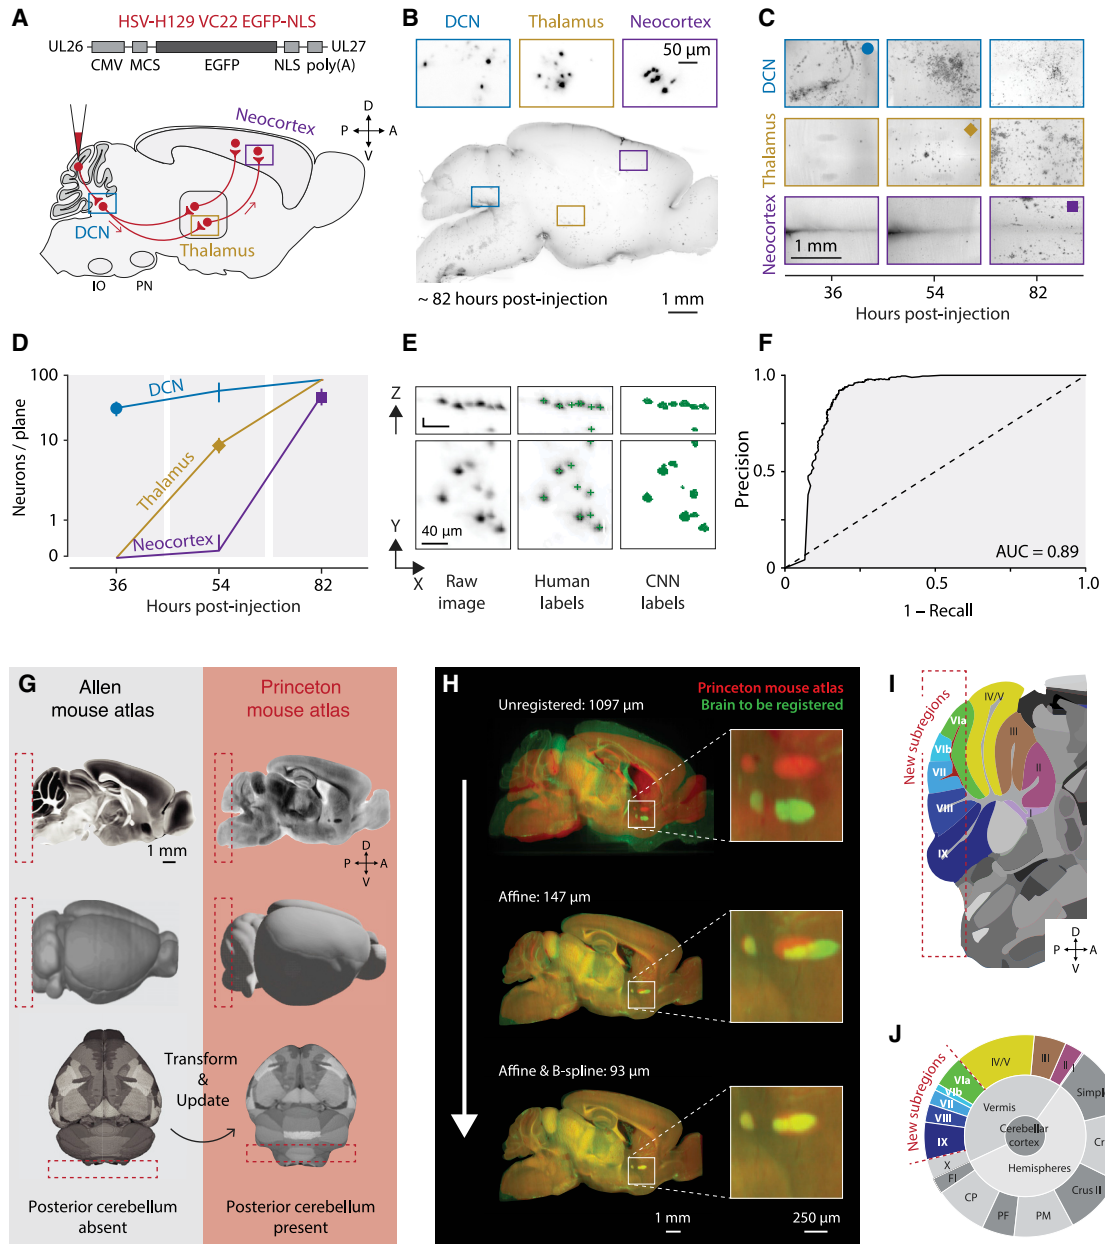 A
HSV-H129 VC22 EGFP-NLS
UL26
UL27
CMV
MCS
EGFP
NLS
poly(A)
Neocortex
D
P
A
V
DCN
Thalamus
IO
PN
B
DCN
Thalamus
Neocortex
50 µm
~ 82 hours post-injection
1 mm
C
DCN
Thalamus
Neocortex
1 mm
36
54
82
Hours post-injection
D
Neurons / plane
100
10
1
0
DCN
Thalamus
Neocortex
36
54
82
Hours post-injection
E
Z
Y
X
40 µm
Raw
image
Human
labels
CNN
labels
F
Precision
1.0
0.5
0
0
0.5
1.0
AUC = 0.89
1 – Recall
G
Allen
mouse atlas
Princeton
mouse atlas
1 mm
D
P
A
V
Transform
&
Update
Posterior cerebellum
absent
Posterior cerebellum
present
H
Princeton mouse atlas
Brain to be registered
Unregistered: 1097 µm
Affine: 147 µm
Affine & B-spline: 93 µm
1 mm
250 µm
I
New subregions
IV/V
VIa
VIb
VII
VIII
IX
III
II
I
D
P
A
V
J
New subregions
IV/V
III
II
I
VIa
VIb
VII
VIII
IX
X
Fl
CP
PF
PM
Crus II
Cr
Simpl
Vermis
Cerebellar
cortex
Hemispheres